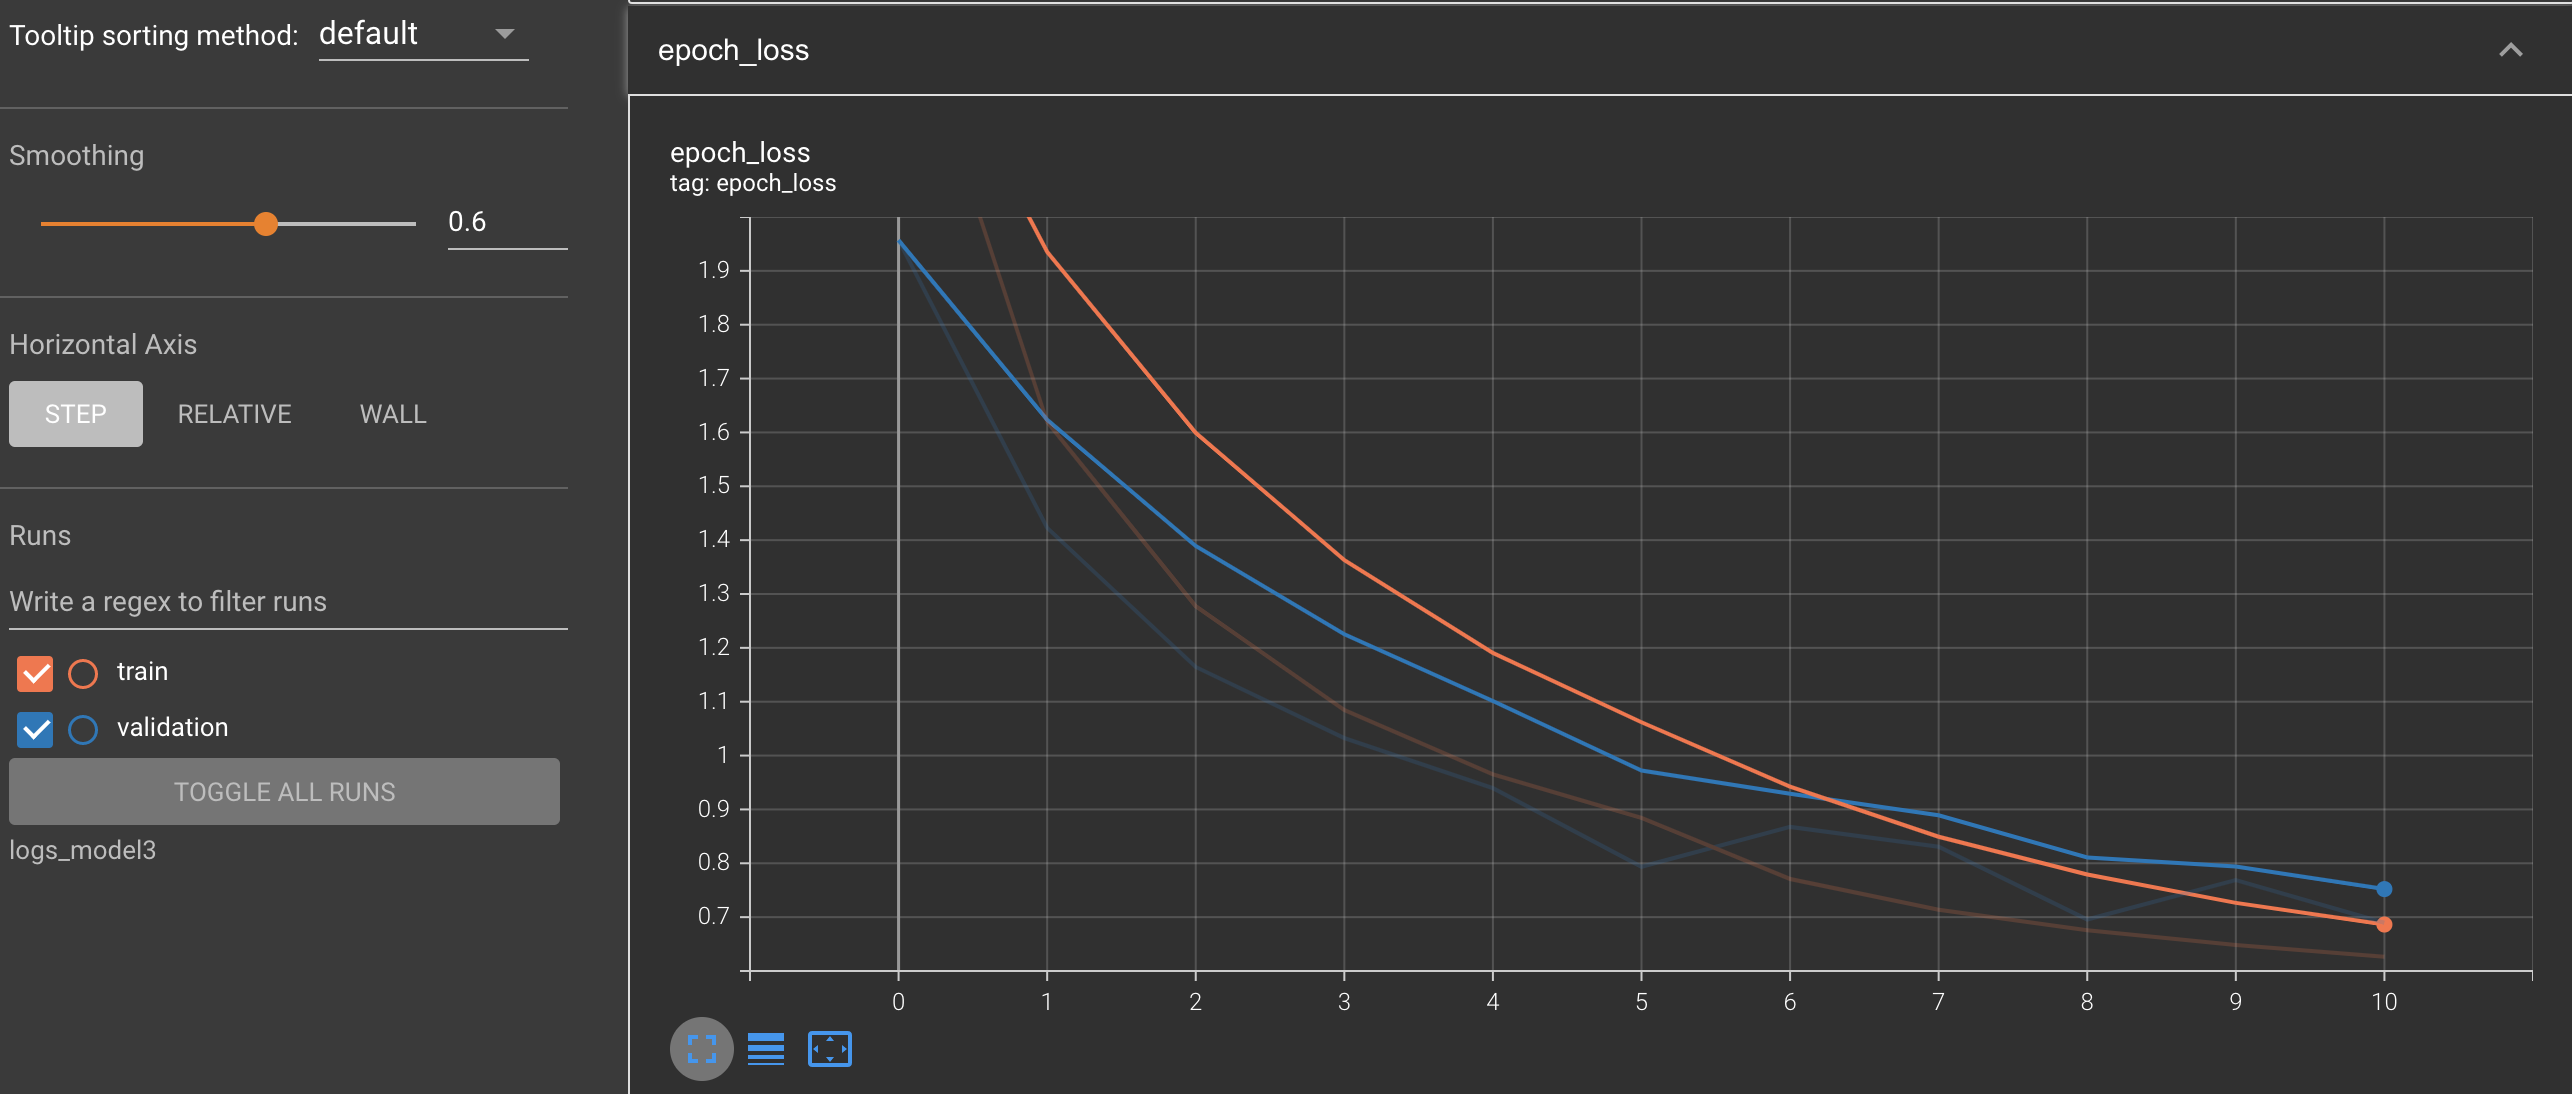 Tooltip sorting method: default
Smoothing
0.6
Horizontal Axis
STEP RELATIVE WALL
Runs
Write a regex to filter runs
train
validation
TOGGLE ALL RUNS
logs_model3
epoch_loss
epoch_loss
tag: epoch_loss
1.9
1.8
1.7
1.6
1.5
1.4
1.3
1.2
1.1
1
0.9
0.8
0.7
0 1 2 3 4 5 6 7 8 9 10